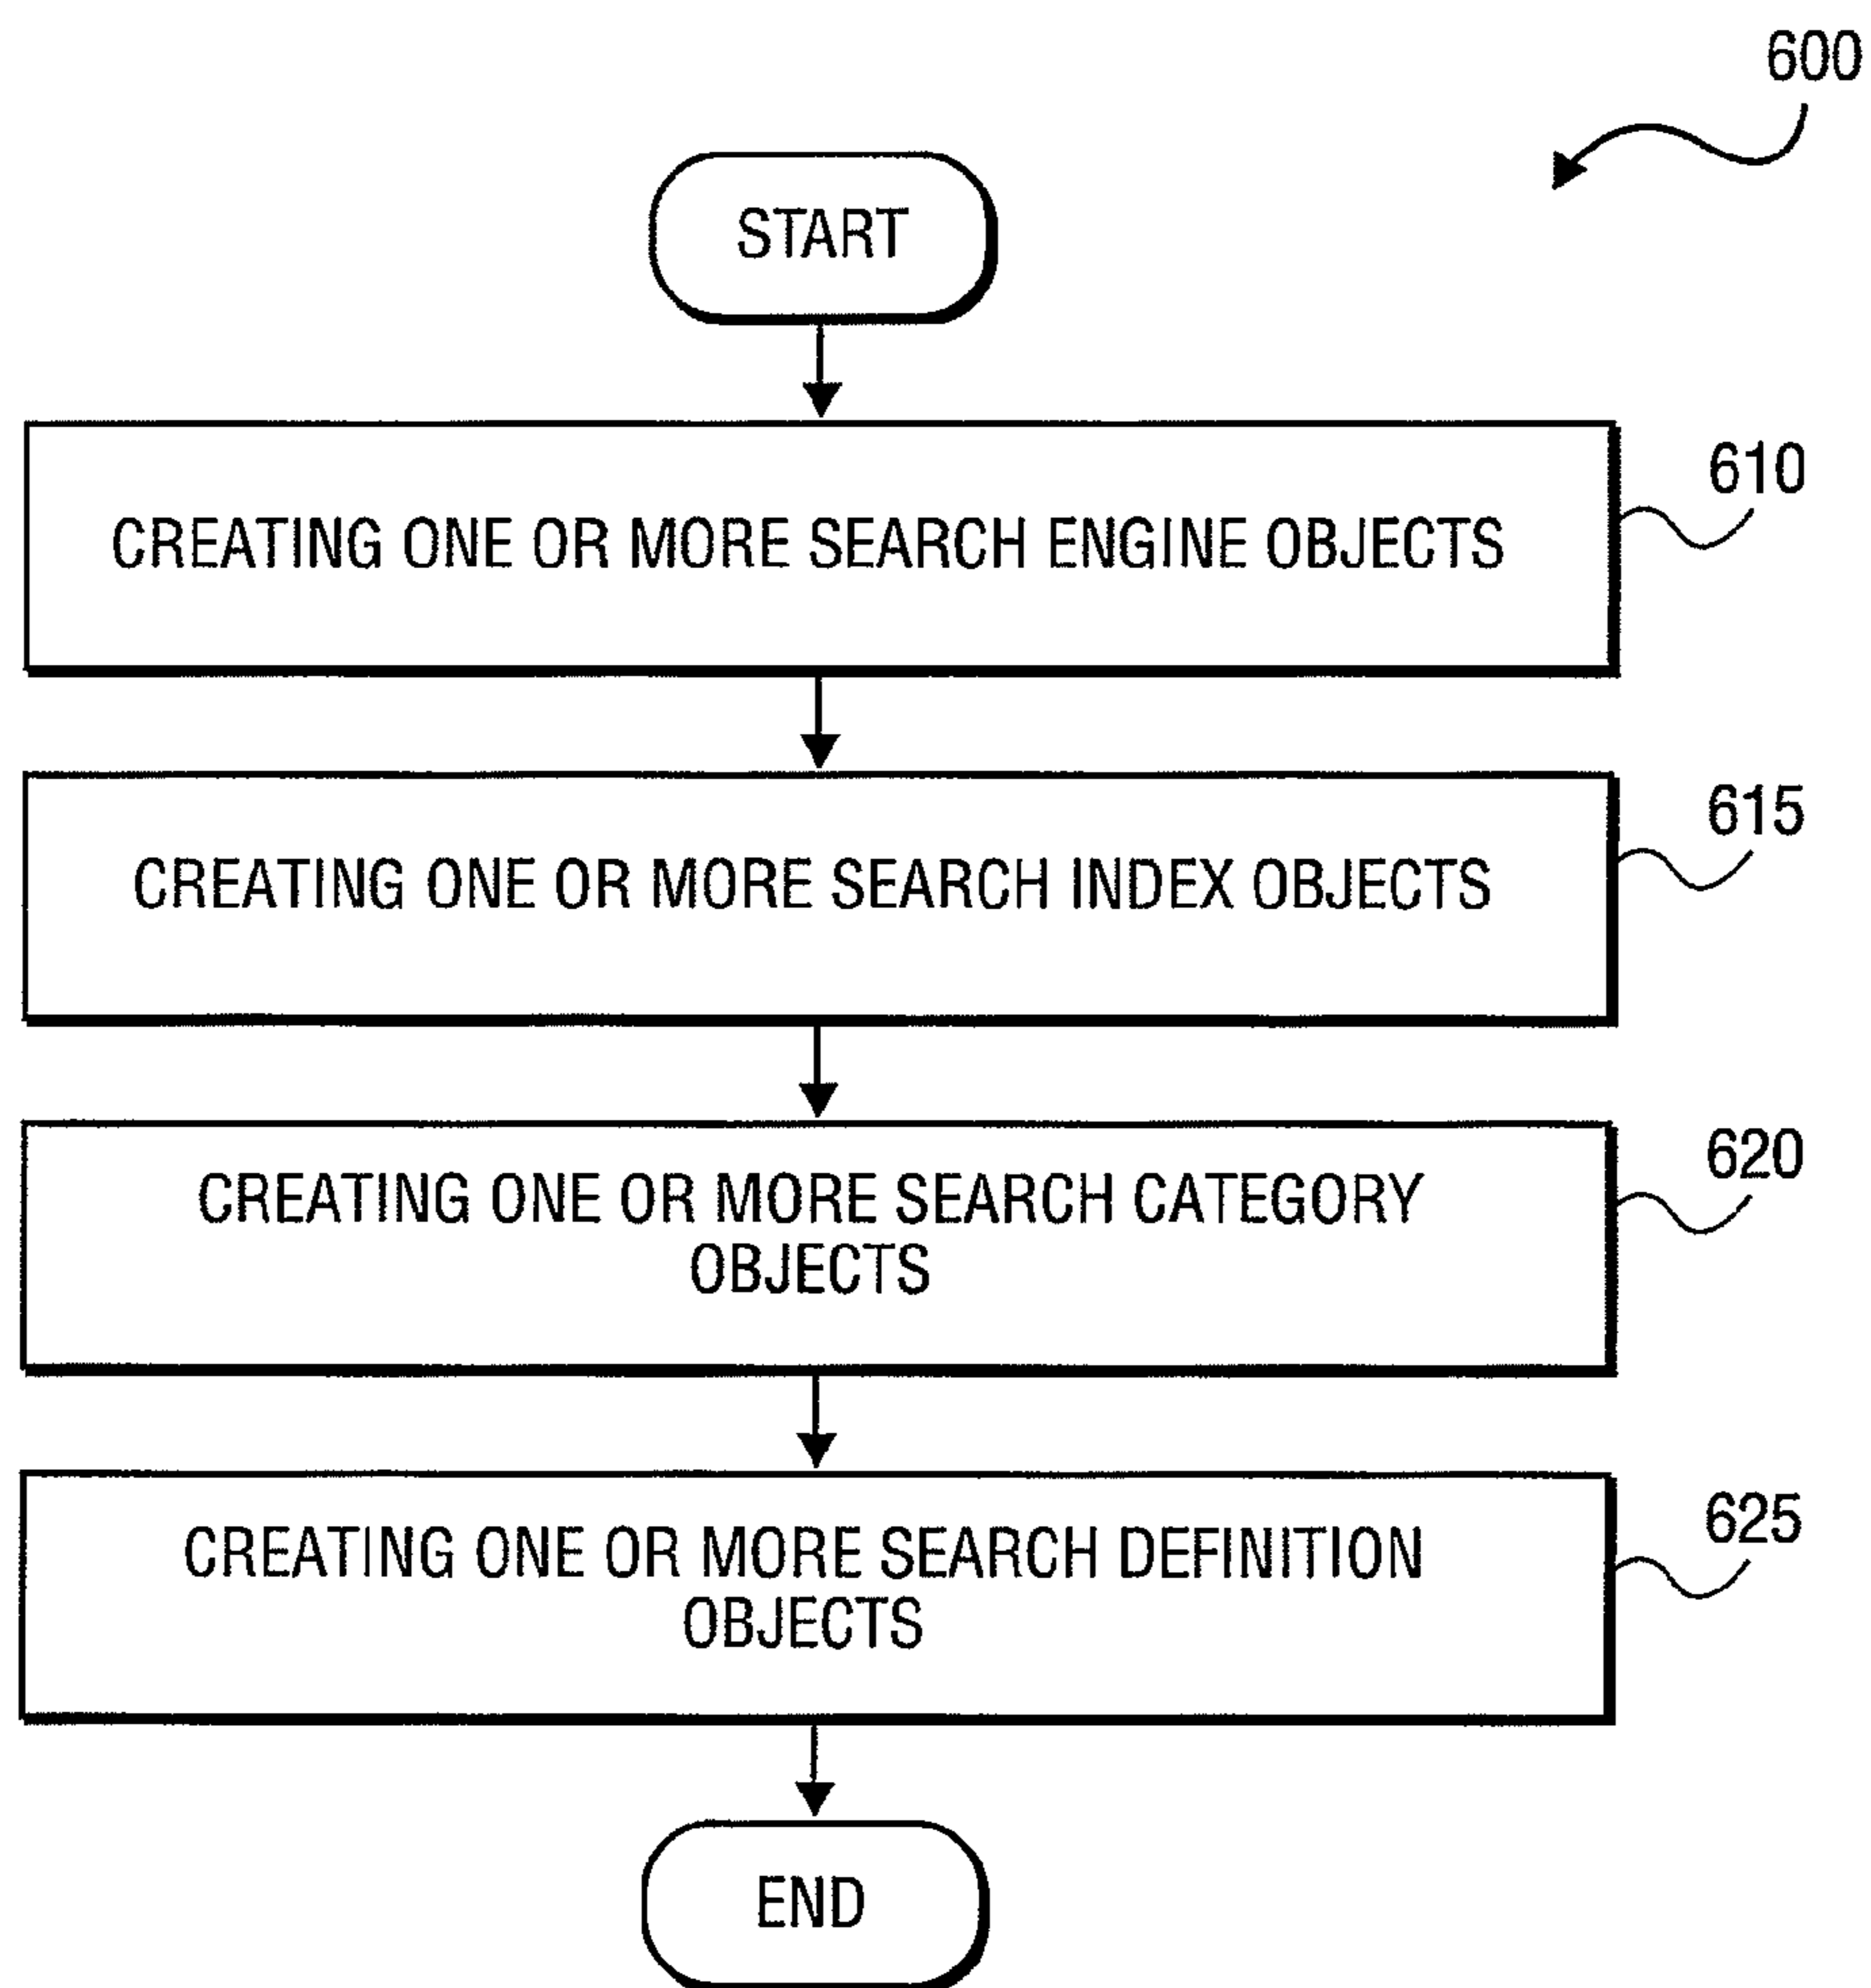 600
START
CREATING ONE OR MORE SEARCH ENGINE OBJECTS
610
CREATING ONE OR MORE SEARCH INDEX OBJECTS
615
CREATING ONE OR MORE SEARCH CATEGORY
OBJECTS
620
CREATING ONE OR MORE SEARCH DEFINITION
OBJECTS
625
END